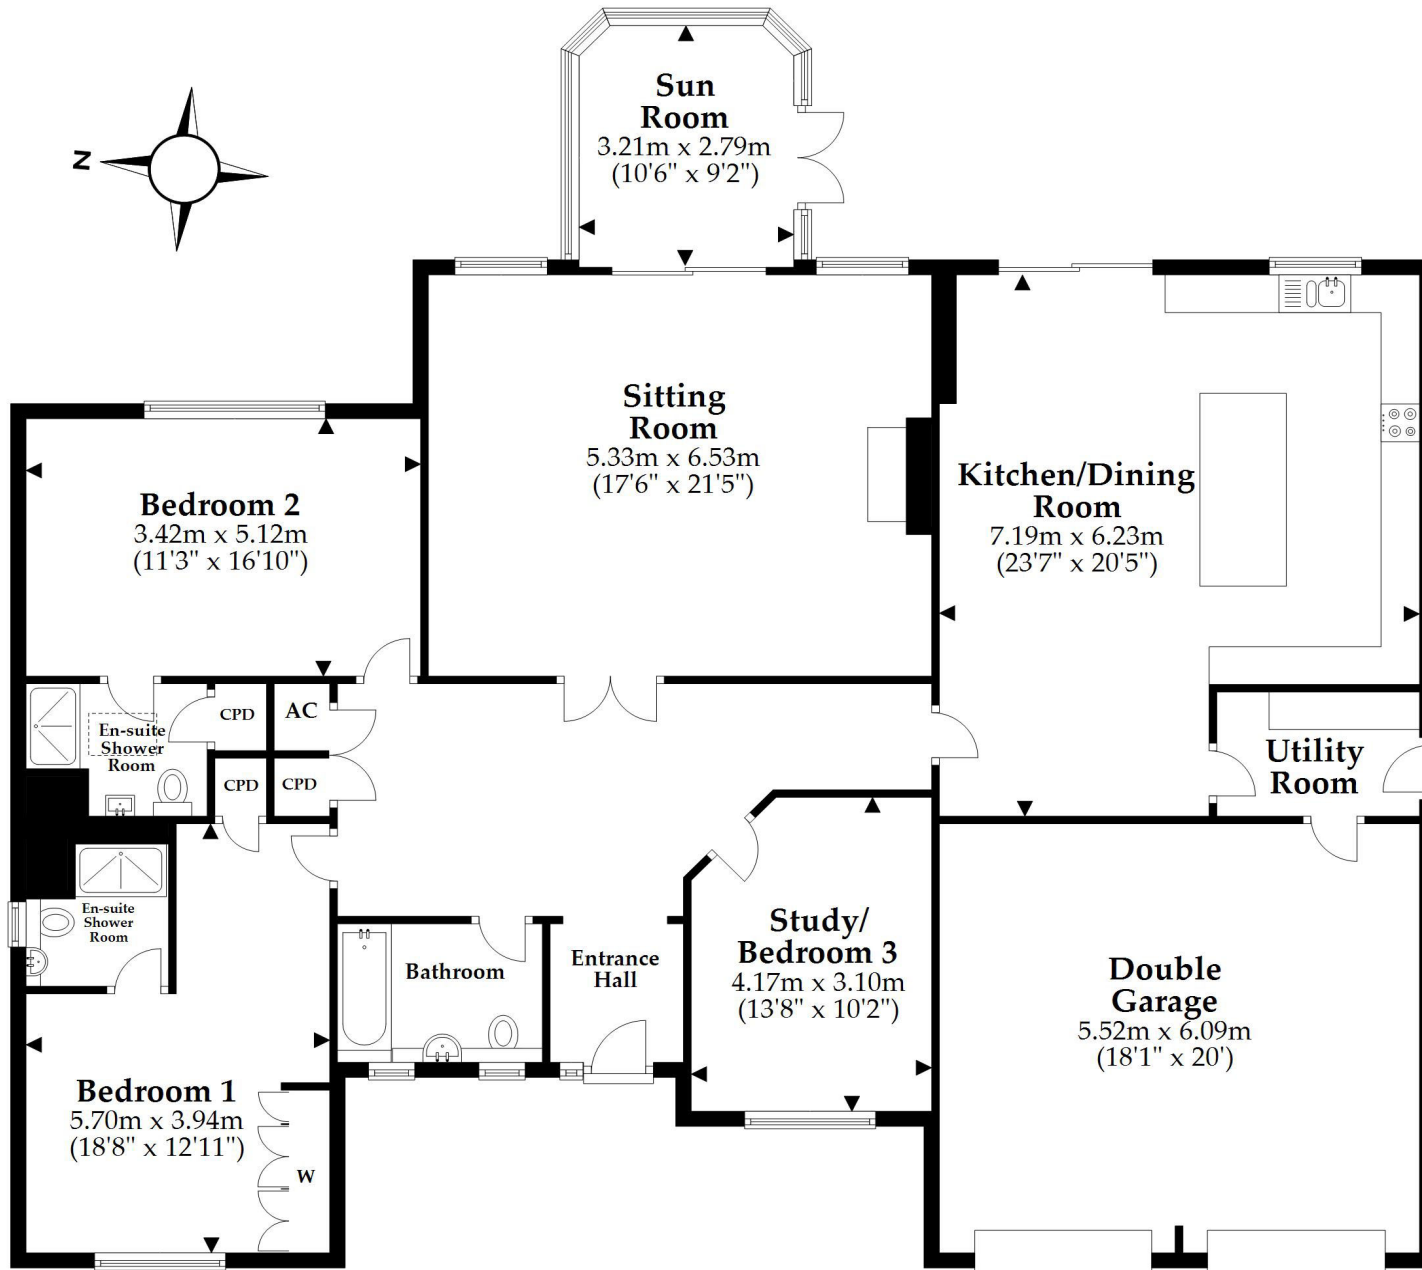 Sun
Room
3.21m x 2.79m
(10'6" x 9'2")
N
Sitting
Room
5.33m x 6.53m
(17'6" x 21'5")
Kitchen/Dining
Room
7.19m x 6.23m
(23'7" x 20'5")
Bedroom 2
3.42m x 5.12m
(11'3" x 16'10")
En-suite
Shower
Room
CPD
AC
CPD
CPD
Utility
Room
En-suite
Shower
Room
Bathroom
Entrance
Hall
Study/
Bedroom 3
4.17m x 3.10m
(13'8" x 10'2")
Double
Garage
5.52m x 6.09m
(18'1" x 20')
Bedroom 1
5.70m x 3.94m
(18'8" x 12'11")
W